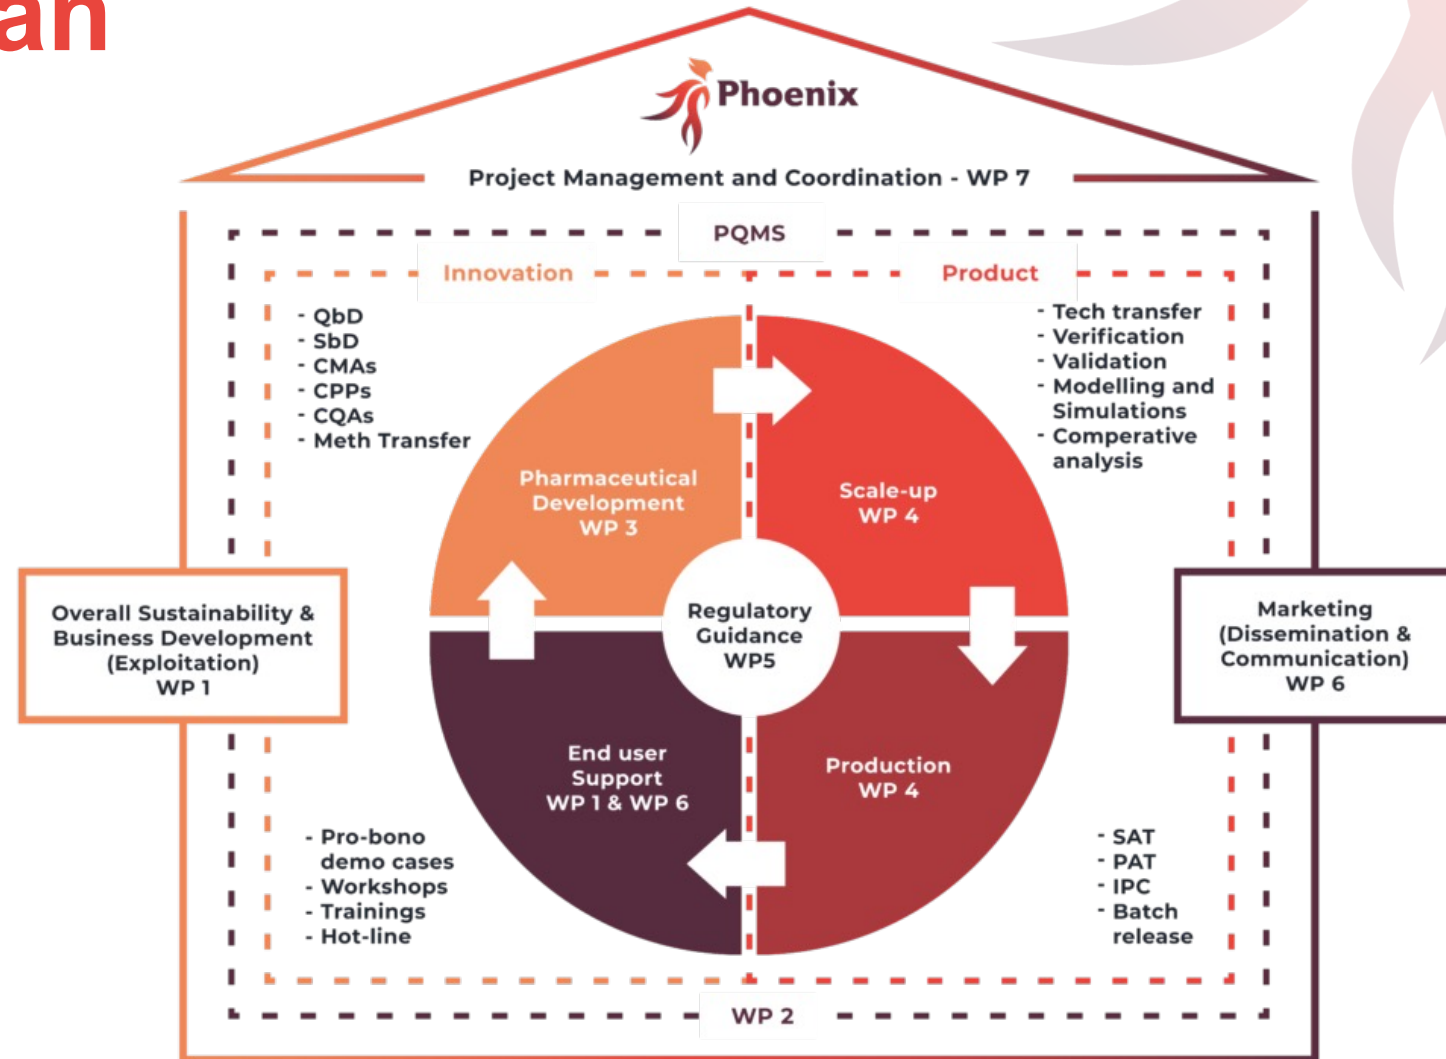 an
Phoenix
Project Management and Coordination - WP 7
PQMS
Innovation
Product
- QbD
- SbD
- CMAs
- CPPs
- CQAs
- Meth Transfer
- Tech transfer
- Verification
- Validation
- Modelling and
Simulations
- Comperative
analysis
Pharmaceutical
Development
WP 3
Scale-up
WP 4
Overall Sustainability &
Business Development
(Exploitation)
WP 1
Regulatory
Guidance
WP5
Marketing
(Dissemination &
Communication)
WP 6
End user
Support
WP 1 & WP 6
Production
WP 4
- Pro-bono
demo cases
- Workshops
- Trainings
- Hot-line
- SAT
- PAT
- IPC
- Batch
release
WP 2